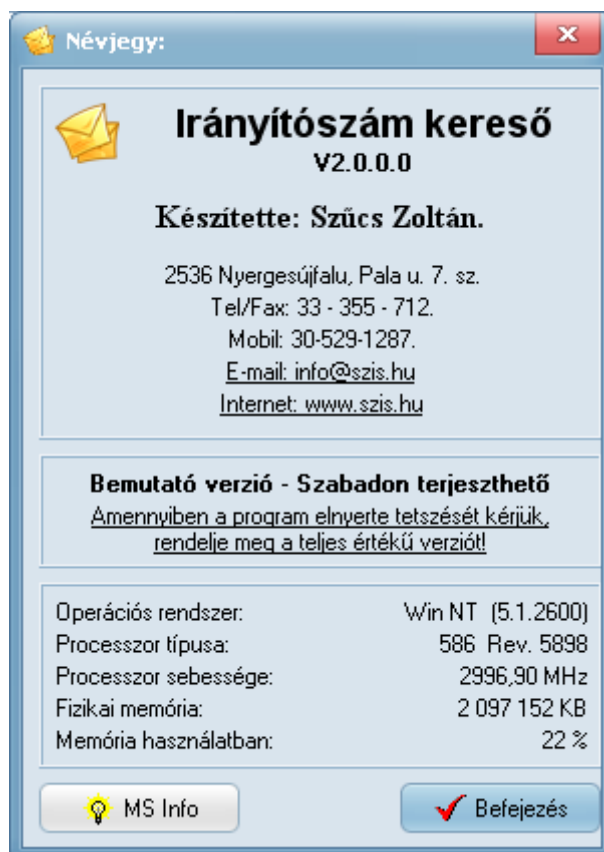 Névjegy:
Irányítószám kereső
V2.0.0.0
Készítette: Szűcs Zoltán.
2536 Nyergesújfalu, Pala u. 7. sz.
Tel/Fax: 33 - 355 - 712.
Mobil: 30-529-1287.
E-mail: info@szis.hu
Internet: www.szis.hu
Bemutató verzió - Szabadon terjeszthető
Amennyiben a program elnyerte tetszését kérjük,
rendelje meg a teljes értékű verziót!
Operációs rendszer: Win NT (5.1.2600)
Processzor típusa: 586 Rev. 5898
Processzor sebessége: 2996,90 MHz
Fizikai memória: 2 097 152 KB
Memória használatban: 22 %
MS Info Befejezés